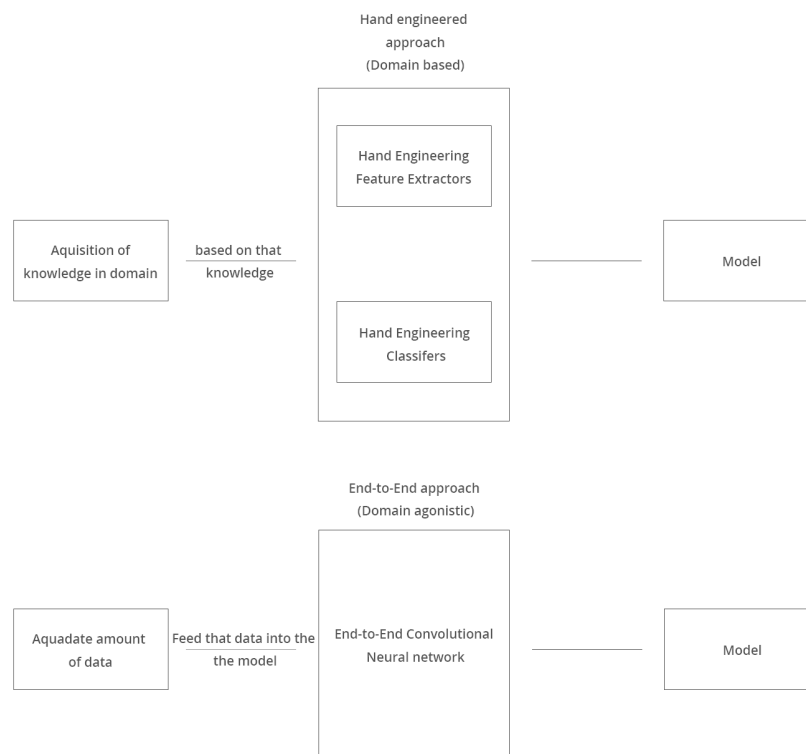 Hand engineered
approach
(Domain based)
Hand Engineering
Feature Extractors
Aquisition of
knowledge in domain
based on that
knowledge
Model
Hand Engineering
Classifers
End-to-End approach
(Domain agonistic)
Aquadate amount
of data
Feed that data into the
the model
End-to-End Convolutional
Neural network
Model